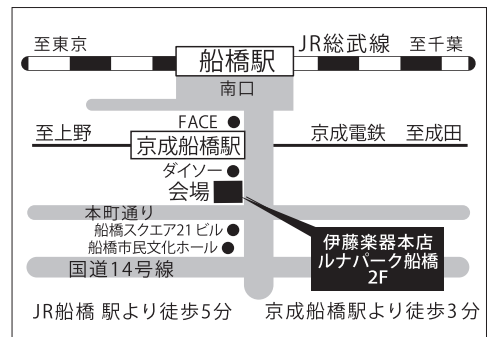 至東京
船橋駅
JR総武線
至千葉
南口
FACE
至上野
京成船橋駅
京成電鉄
至成田
ダイソー
会場
本町通り
船橋スクエア21 ビル
船橋市民文化ホール
国道14号線
伊藤楽器本店
ルナパーク船橋
2F
JR船橋 駅より徒歩5分
京成船橋駅より徒歩3分